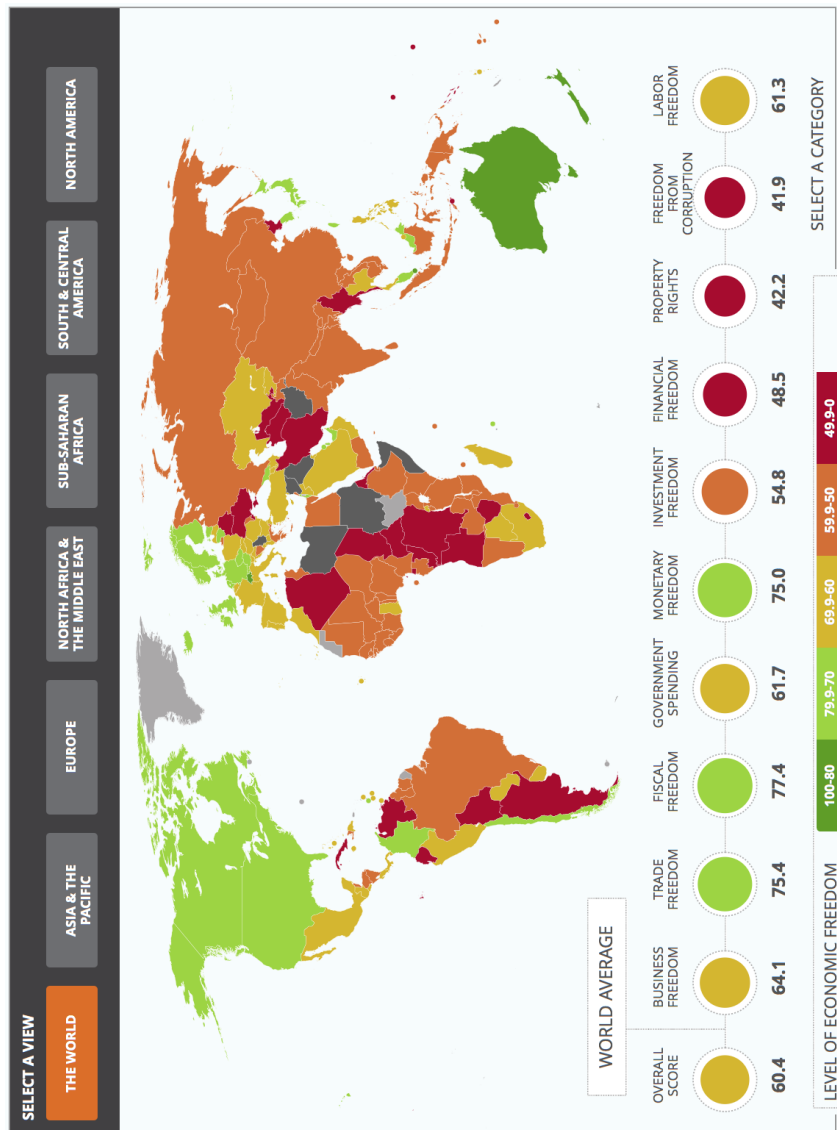 SELECT A VIEW
THE WORLD
ASIA & THE
PACIFIC
EUROPE
NORTH AFRICA &
THE MIDDLE EAST
SUB-SAHARAN
AFRICA
SOUTH & CENTRAL
AMERICA
NORTH AMERICA
WORLD AVERAGE
OVERALL
SCORE
60.4
BUSINESS
FREEDOM
64.1
TRADE
FREEDOM
75.4
FISCAL
FREEDOM
77.4
GOVERNMENT
SPENDING
61.7
MONETARY
FREEDOM
75.0
INVESTMENT
FREEDOM
54.8
FINANCIAL
FREEDOM
48.5
PROPERTY
RIGHTS
42.2
FREEDOM
FROM
CORRUPTION
41.9
LABOR
FREEDOM
61.3
SELECT A CATEGORY
LEVEL OF ECONOMIC FREEDOM
100-80
79.9-70
69.9-60
59.9-50
49.9-0